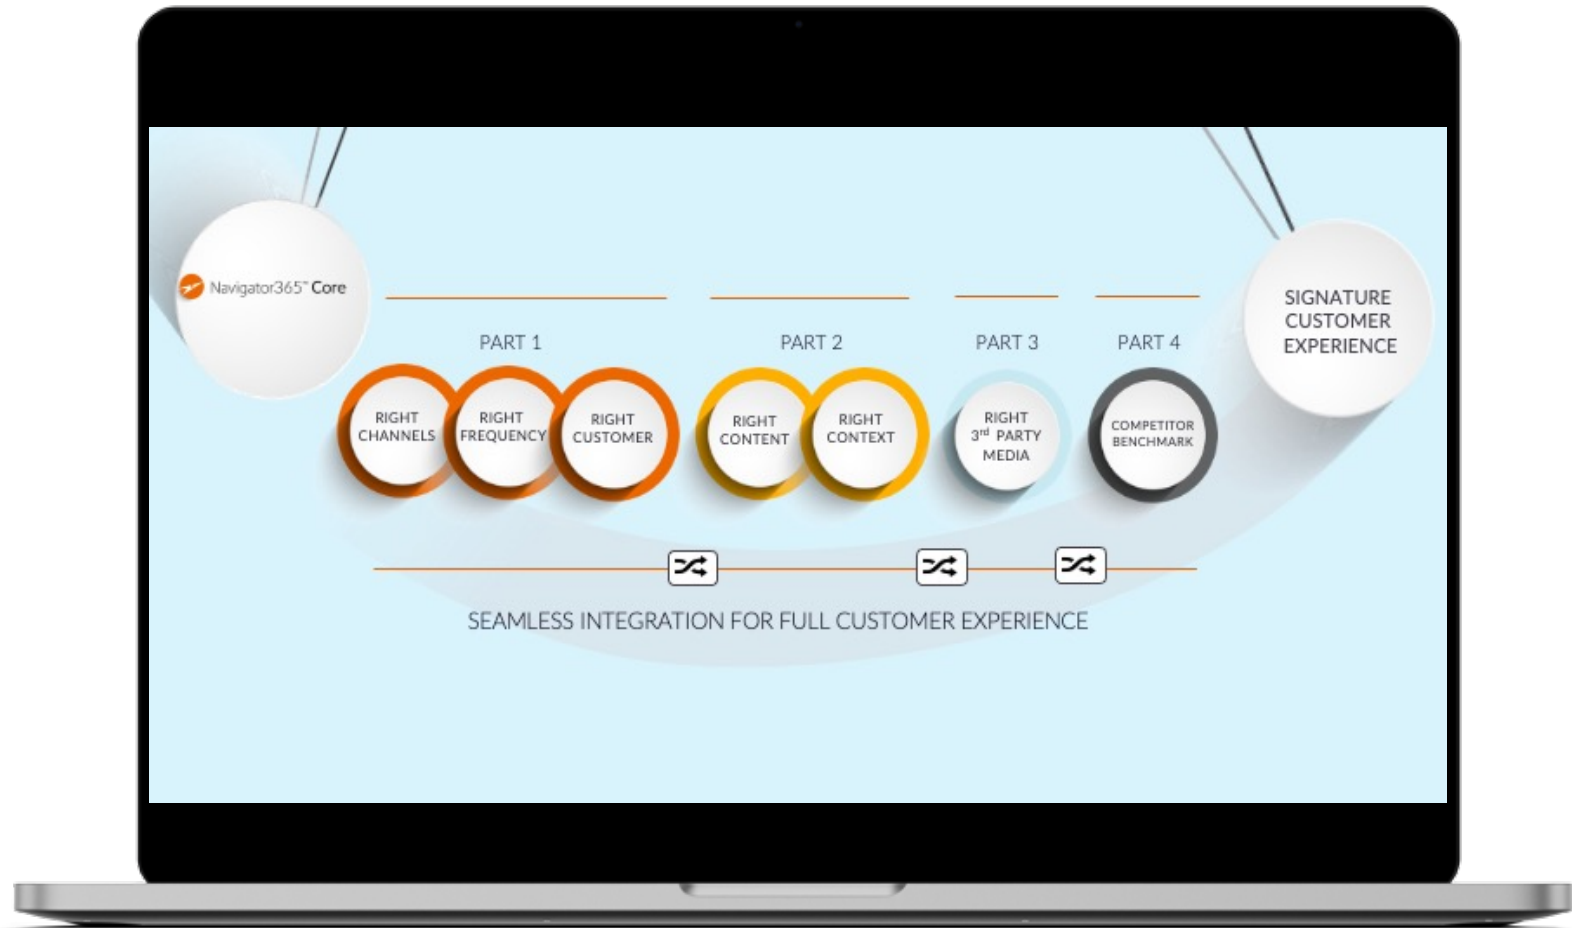 Navigator365™ Core
PART 1
PART 2
PART 3
PART 4
RIGHT
CHANNELS
RIGHT
FREQUENCY
RIGHT
CUSTOMER
RIGHT
CONTENT
RIGHT
CONTEXT
RIGHT
3rd PARTY
MEDIA
COMPETITOR
BENCHMARK
SIGNATURE
CUSTOMER
EXPERIENCE
SEAMLESS INTEGRATION FOR FULL CUSTOMER EXPERIENCE